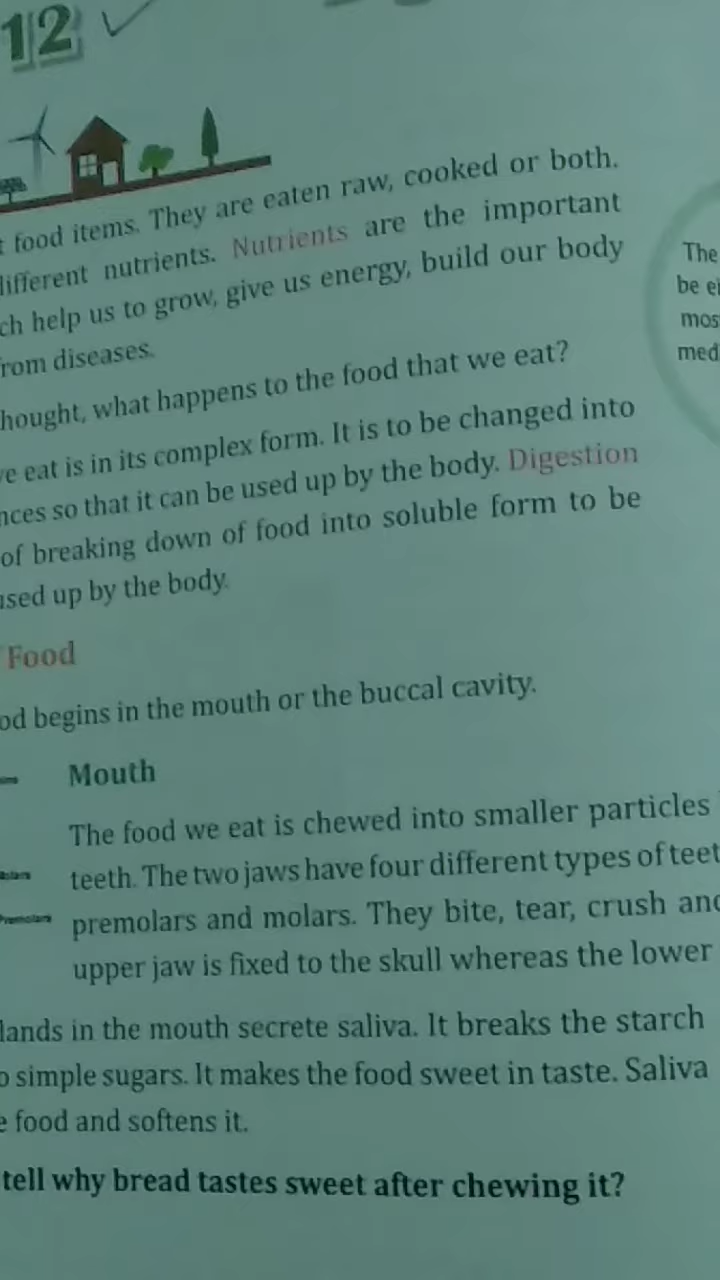 12
food items. They are eaten raw, cooked or both.
different nutrients. Nutrients are the important
help us to grow, give us energy, build our body
from diseases.
thought, what happens to the food that we eat?
eat is in its complex form. It is to be changed into
so that it can be used up by the body. Digestion
of breaking down of food into soluble form to be
used up by the body.
Food
begins in the mouth or the buccal cavity.
Mouth
The food we eat is chewed into smaller particles
teeth. The two jaws have four different types of teet
Premolars
premolars and molars. They bite, tear, crush and
upper jaw is fixed to the skull whereas the lower
lands in the mouth secrete saliva. It breaks the starch
simple sugars. It makes the food sweet in taste. Saliva
food and softens it.
tell why bread tastes sweet after chewing it?
The
be
mos
med